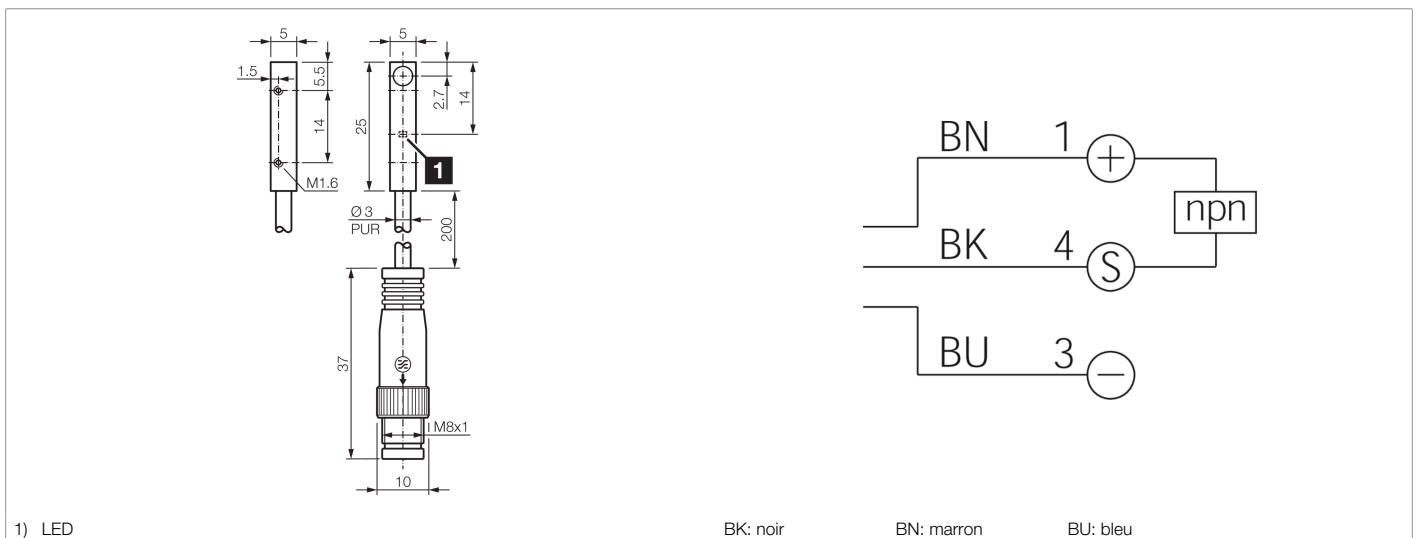 5
5
1.5
5.5
2.7
14
14
25
1
M1.6
Ø 3
PUR
200
37
M8x1
10
BN 1 +
npn
BK 4 S
BU 3 −
1) LED
BK: noir BN: marron BU: bleu